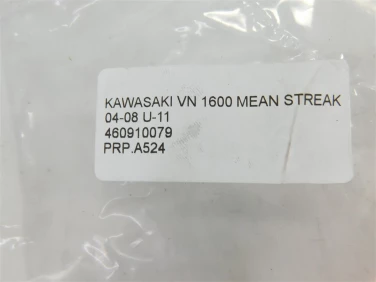 KAWASAKI VN 1600 MEAN STREAK
04-08 U-11
460910079
PRP.A524